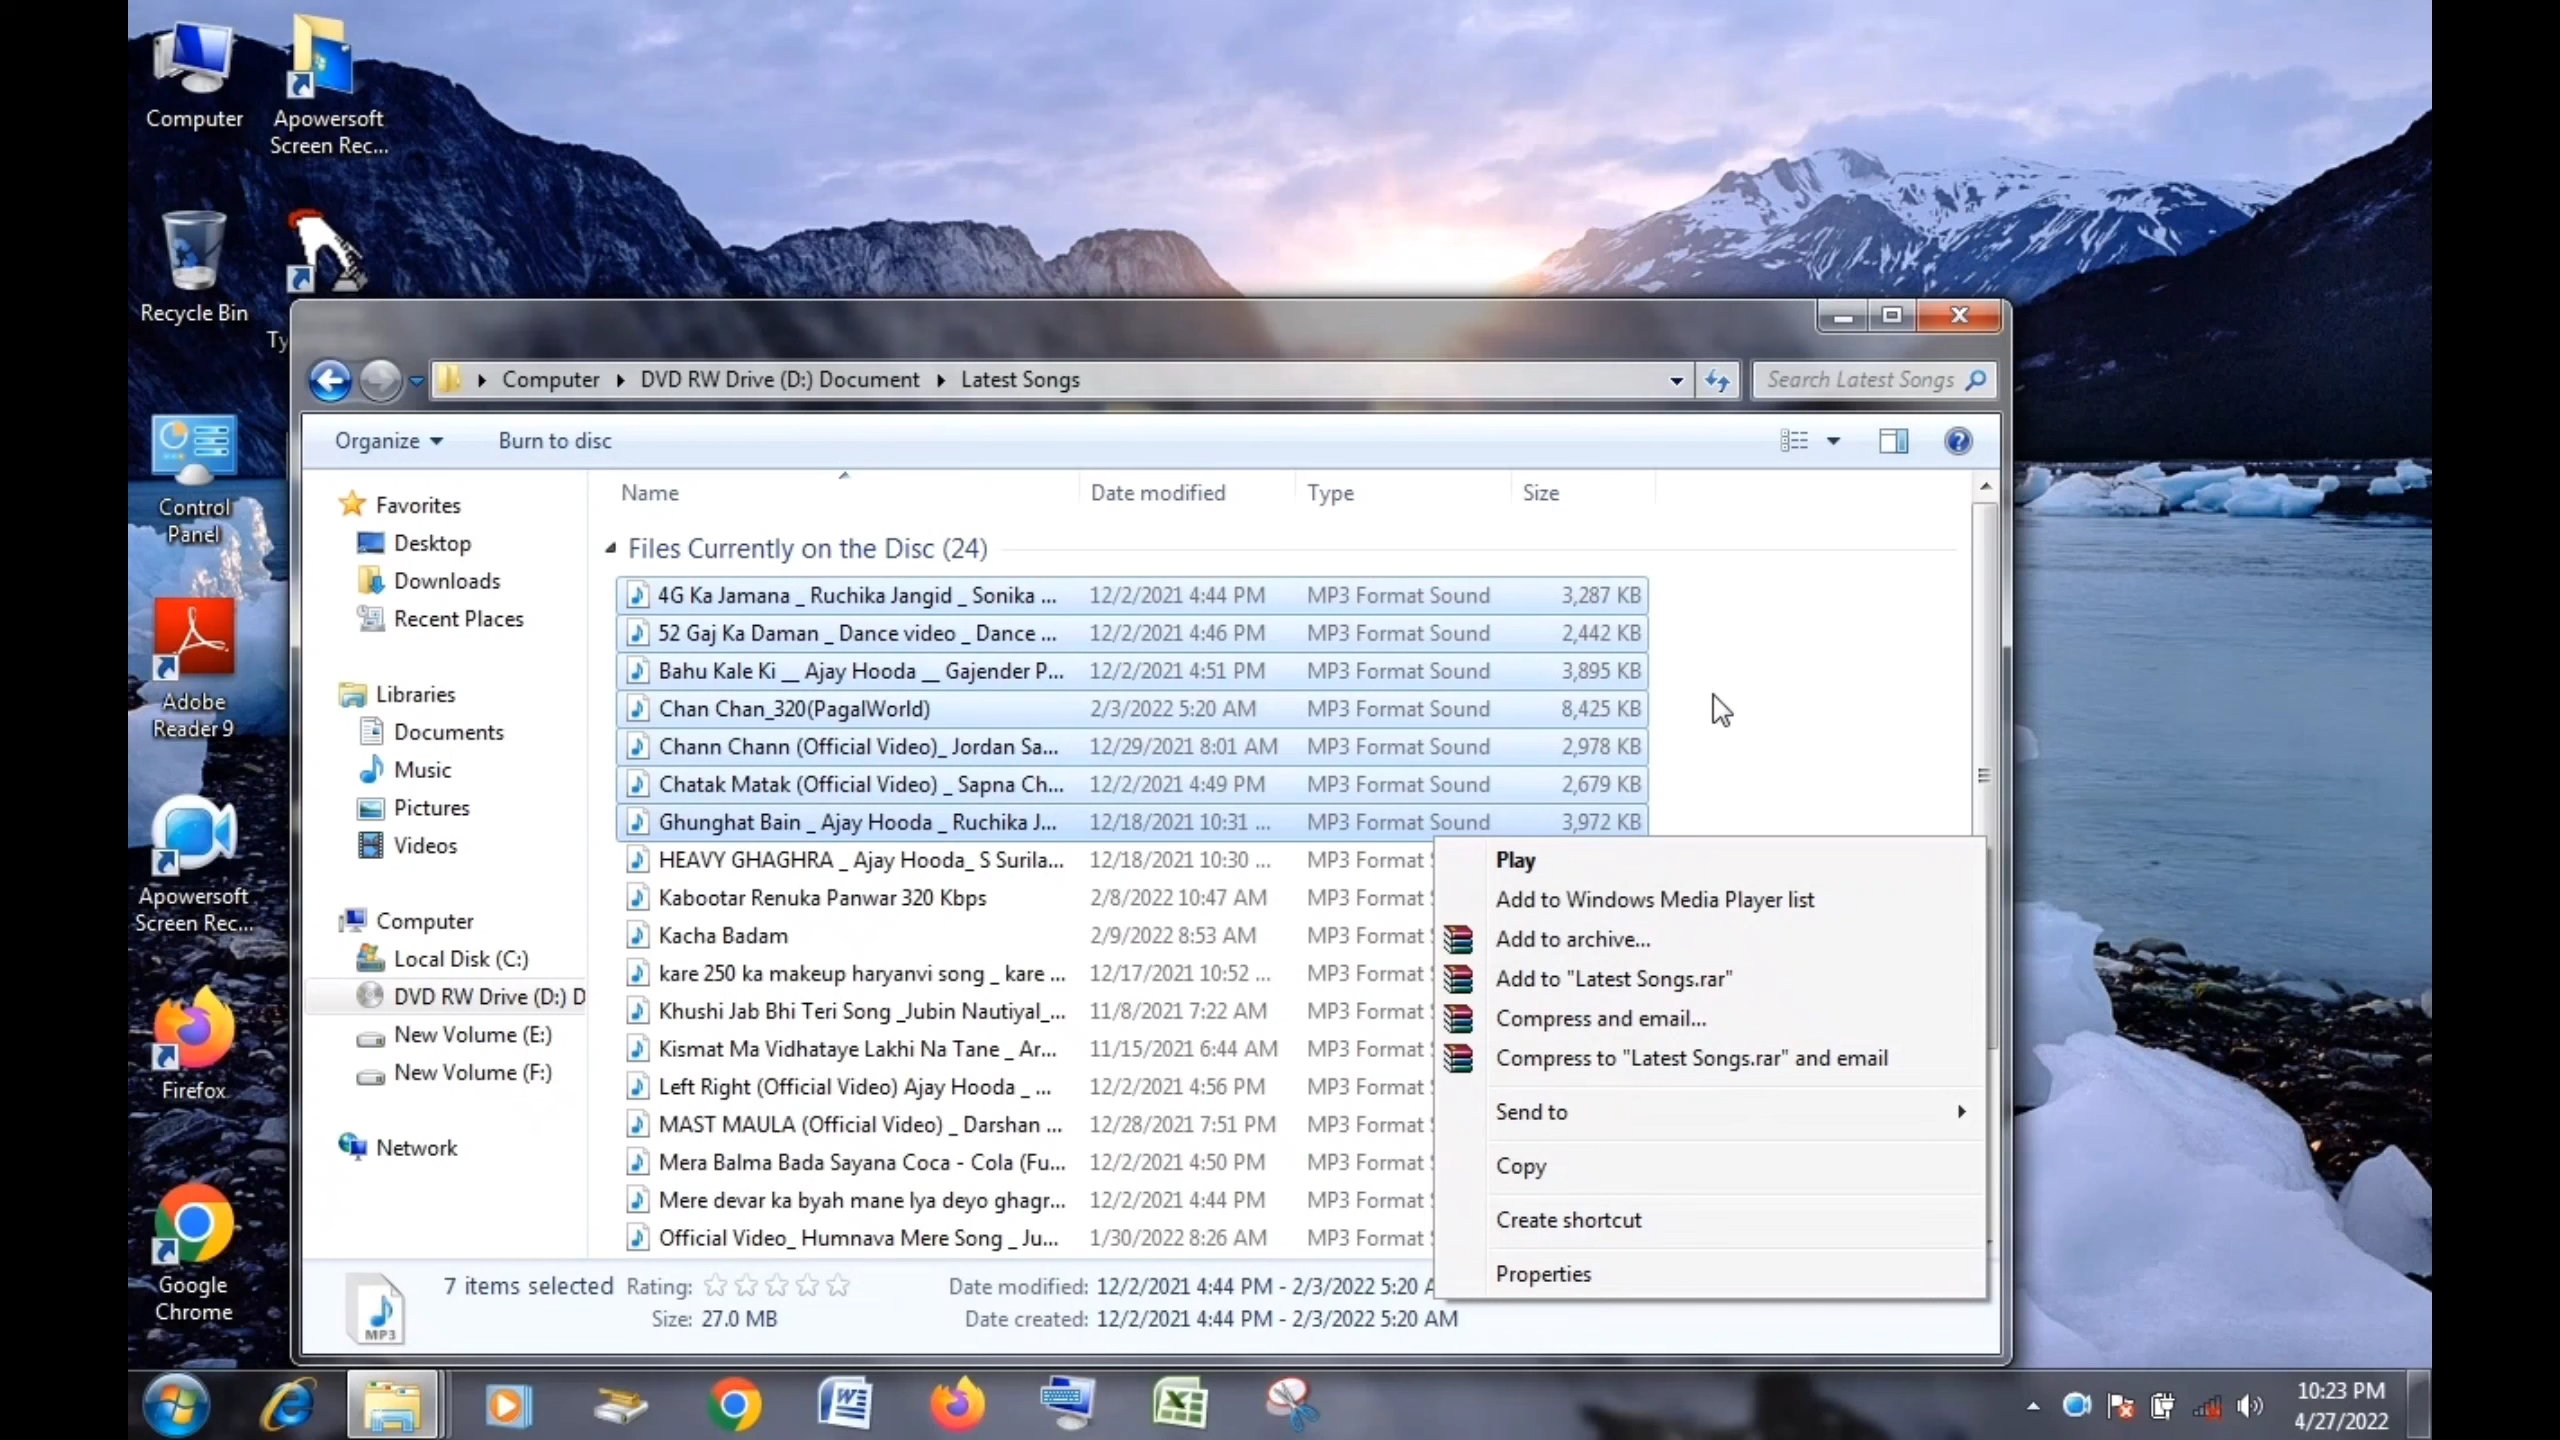 Computer
Apowersoft
Screen Rec...
Recycle Bin
Ty
Control
Panel
Adobe
Reader 9
Apowersoft
Screen Rec...
Firefox
Google
Chrome
Computer
DVD RW Drive (D:) Document
Latest Songs
Search Latest Songs
Organize
Burn to disc
Favorites
Desktop
Downloads
Recent Places
Libraries
Documents
Music
Pictures
Videos
Computer
Local Disk (C:)
DVD RW Drive (D:) D
New Volume (E:)
New Volume (F:)
Network
Name Date modified Type Size
Files Currently on the Disc (24)
4G Ka Jamana _ Ruchika Jangid _ Sonika ... 12/2/2021 4:44 PM MP3 Format Sound 3,287 KB
52 Gaj Ka Daman _ Dance video _ Dance ... 12/2/2021 4:46 PM MP3 Format Sound 2,442 KB
Bahu Kale Ki __ Ajay Hooda __ Gajender P... 12/2/2021 4:51 PM MP3 Format Sound 3,895 KB
Chan Chan_320(PagalWorld) 2/3/2022 5:20 AM MP3 Format Sound 8,425 KB
Chann Chann (Official Video)_ Jordan Sa... 12/29/2021 8:01 AM MP3 Format Sound 2,978 KB
Chatak Matak (Official Video) _ Sapna Ch... 12/2/2021 4:49 PM MP3 Format Sound 2,679 KB
Ghunghat Bain _ Ajay Hooda _ Ruchika J... 12/18/2021 10:31 ... MP3 Format Sound 3,972 KB
HEAVY GHAGHRA _ Ajay Hooda_ S Surila... 12/18/2021 10:30 ... MP3 Format
Kabootar Renuka Panwar 320 Kbps 2/8/2022 10:47 AM MP3 Format
Kacha Badam 2/9/2022 8:53 AM MP3 Format
kare 250 ka makeup haryanvi song _ kare ... 12/17/2021 10:52 ... MP3 Format
Khushi Jab Bhi Teri Song _Jubin Nautiyal_... 11/8/2021 7:22 AM MP3 Format
Kismat Ma Vidhataye Lakhi Na Tane _ Ar... 11/15/2021 6:44 AM MP3 Format
Left Right (Official Video) Ajay Hooda _ ... 12/2/2021 4:56 PM MP3 Format
MAST MAULA (Official Video) _ Darshan ... 12/28/2021 7:51 PM MP3 Format
Mera Balma Bada Sayana Coca - Cola (Fu... 12/2/2021 4:50 PM MP3 Format
Mere devar ka byah mane lya deyo ghagr... 12/2/2021 4:44 PM MP3 Format
Official Video_ Humnava Mere Song _ Ju... 1/30/2022 8:26 AM MP3 Format
Play
Add to Windows Media Player list
Add to archive...
Add to "Latest Songs.rar"
Compress and email...
Compress to "Latest Songs.rar" and email
Send to
Copy
Create shortcut
Properties
MP3
7 items selected Rating: Date modified: 12/2/2021 4:44 PM - 2/3/2022 5:20 A
Size: 27.0 MB Date created: 12/2/2021 4:44 PM - 2/3/2022 5:20 AM
10:23 PM
4/27/2022